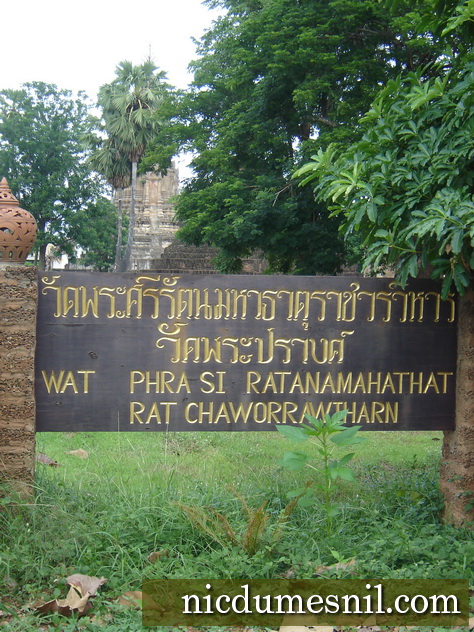 วัดพระศรีรัตนมหาธาตุราชวรวิหาร
วัดพระปรางค์
WAT PHRA SI RATANAMAHATHAT
RAT CHAWORRAWIHARN
nicdumesnil.com